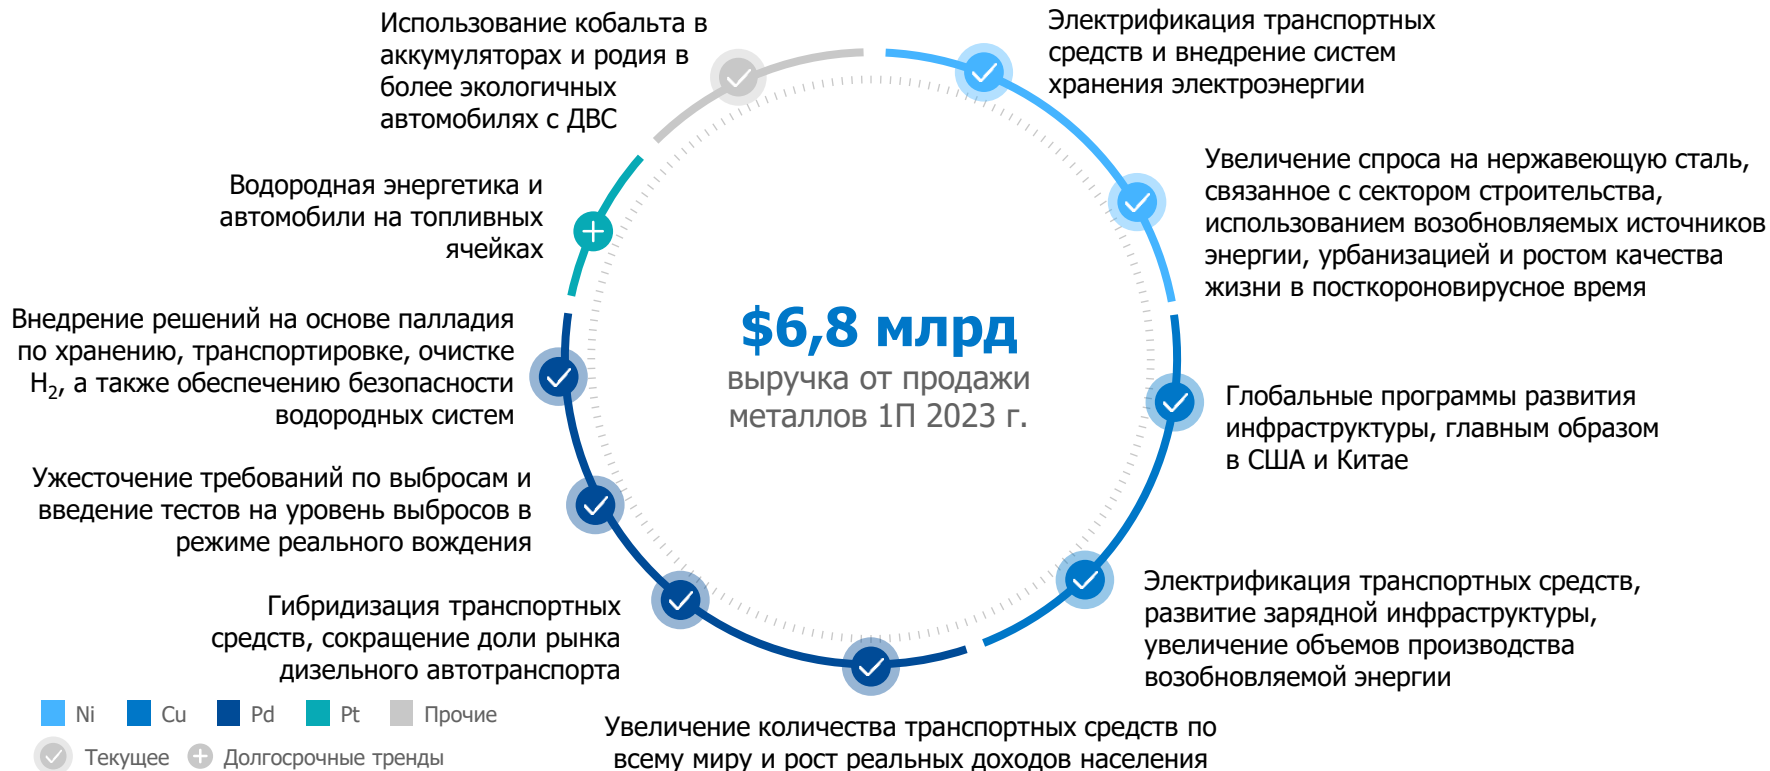 Использование кобальта в
аккумуляторах и родия в
более экологичных
автомобилях с ДВС
Электрификация транспортных
средств и внедрение систем
хранения электроэнергии
Увеличение спроса на нержавеющую сталь,
связанное с сектором строительства,
использованием возобновляемых источников
энергии, урбанизацией и ростом качества
жизни в посткороновирусное время
Водородная энергетика и
автомобили на топливных
ячейках
Внедрение решений на основе палладия
по хранению, транспортировке, очистке
H₂, а также обеспечению безопасности
водородных систем
$6,8 млрд
выручка от продажи
металлов 1П 2023 г.
Глобальные программы развития
инфраструктуры, главным образом
в США и Китае
Ужесточение требований по выбросам и
введение тестов на уровень выбросов в
режиме реального вождения
Электрификация транспортных средств,
развитие зарядной инфраструктуры,
увеличение объемов производства
возобновляемой энергии
Гибридизация транспортных
средств, сокращение доли рынка
дизельного автотранспорта
Увеличение количества транспортных средств по
всему миру и рост реальных доходов населения
Ni Cu Pd Pt Прочие
Текущее Долгосрочные тренды